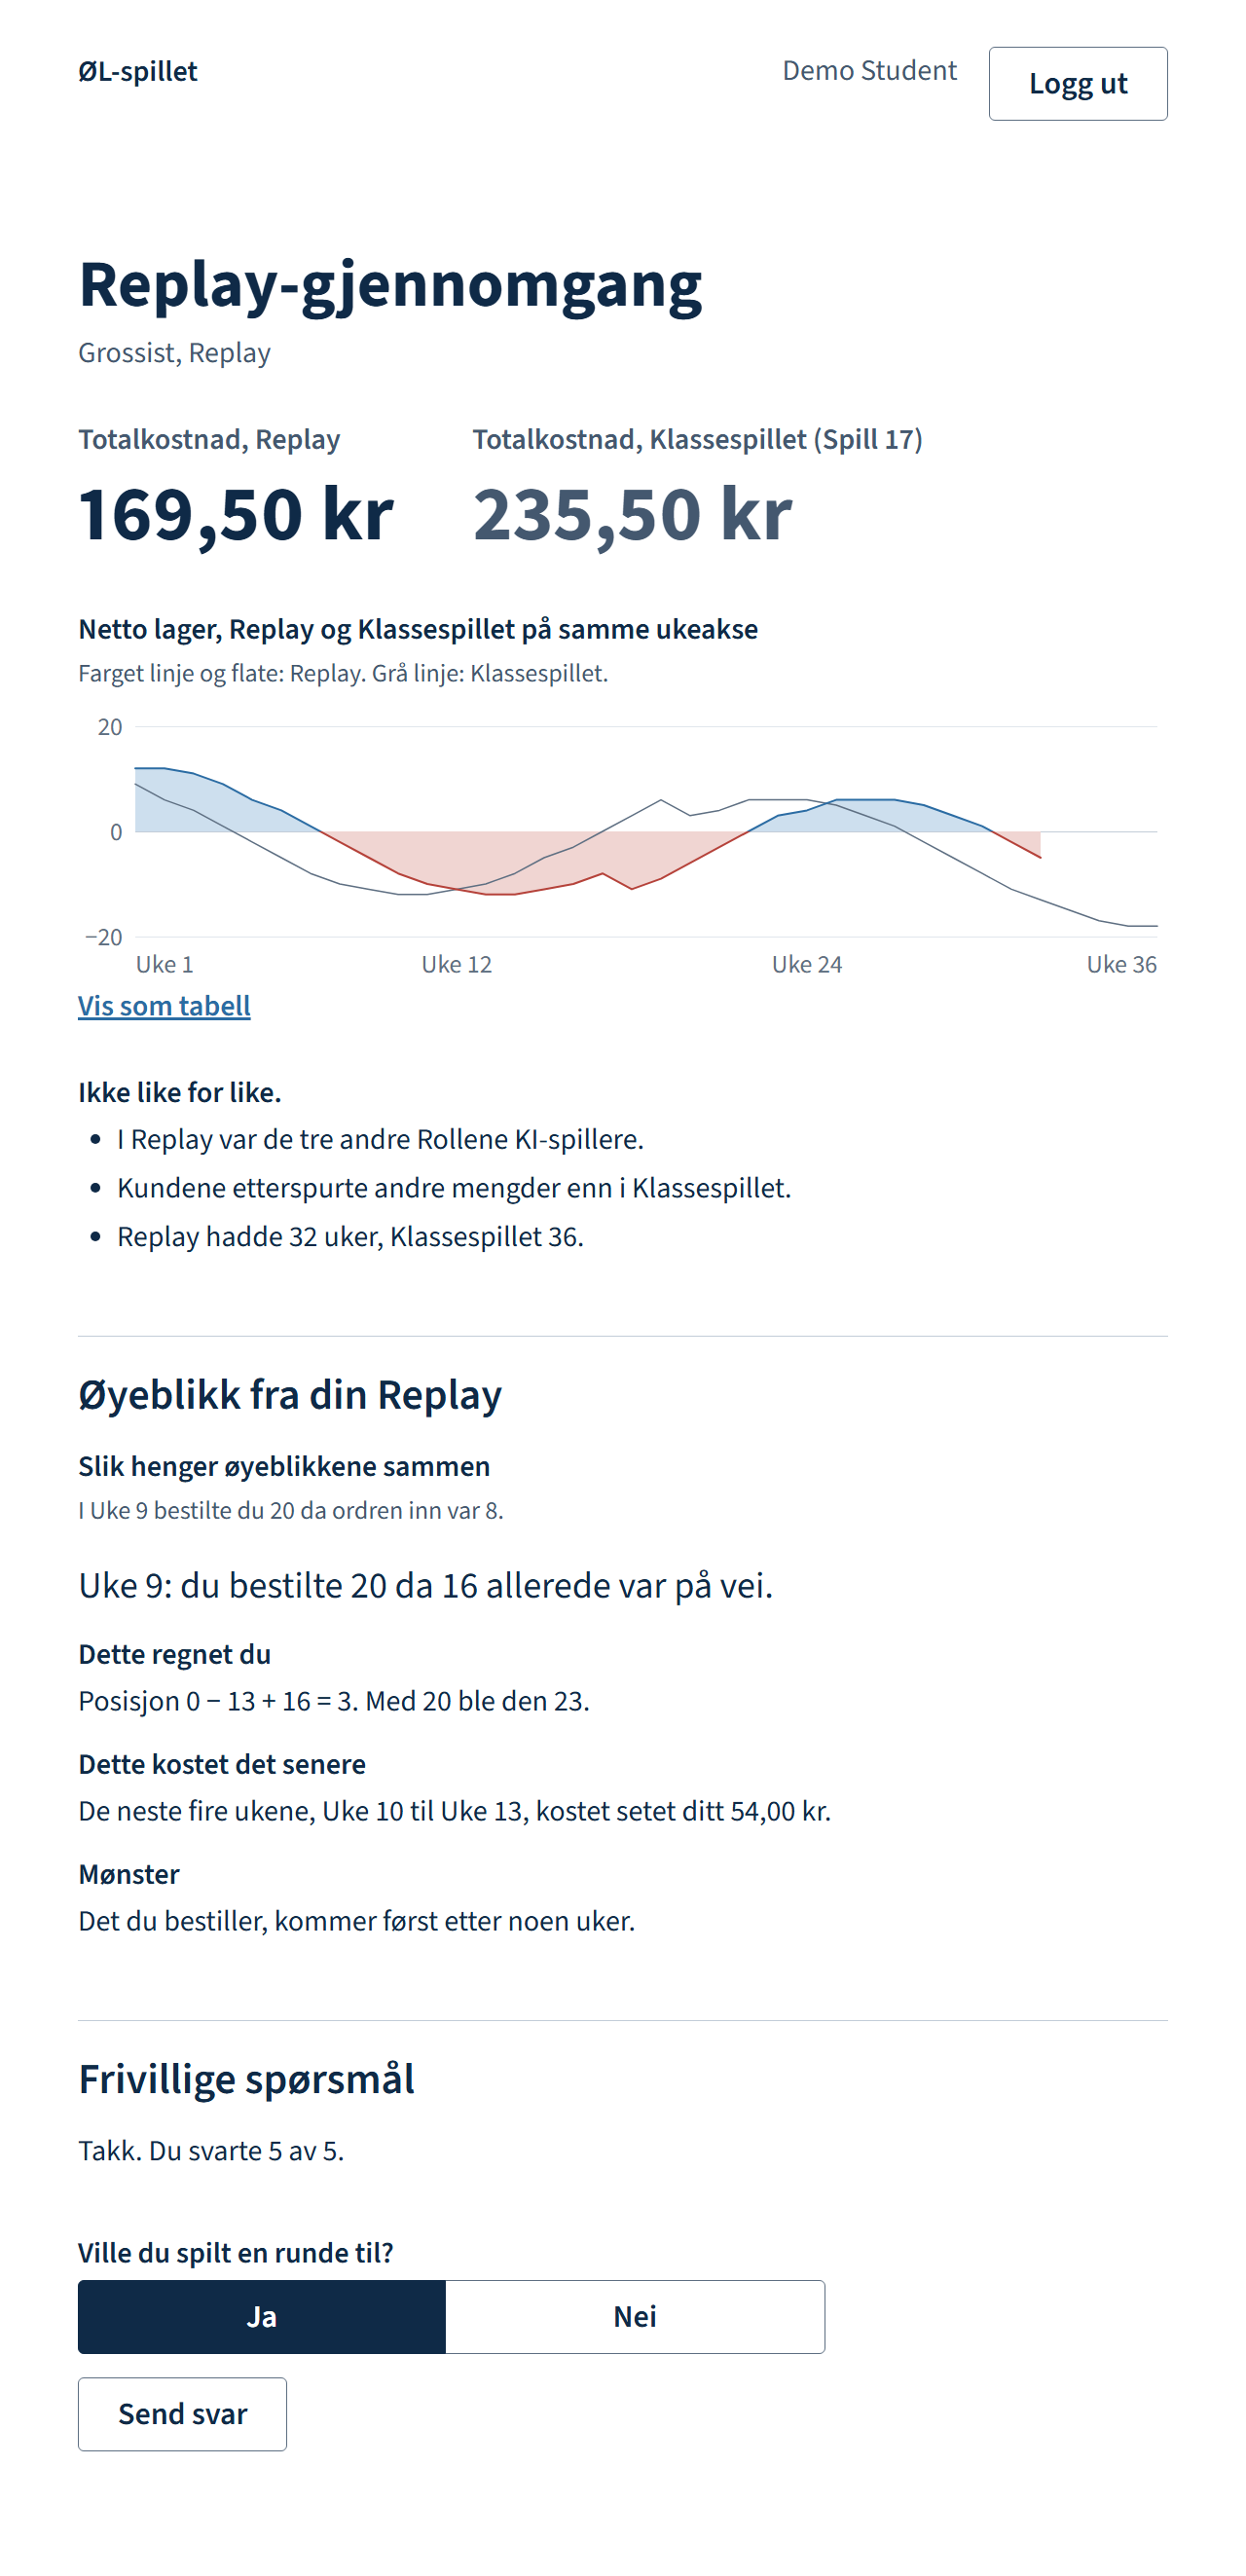 ØL-spillet
Demo Student
Logg ut
Replay-gjennomgang
Grossist, Replay
Totalkostnad, Replay
169,50 kr
Totalkostnad, Klassespillet (Spill 17)
235,50 kr
Netto lager, Replay og Klassespillet på samme ukeakse
Farget linje og flate: Replay. Grå linje: Klassespillet.
20
0
−20
Uke 1
Uke 12
Uke 24
Uke 36
Vis som tabell
Ikke like for like.
• I Replay var de tre andre Rollene KI-spillere.
• Kundene etterspurte andre mengder enn i Klassespillet.
• Replay hadde 32 uker, Klassespillet 36.
Øyeblikk fra din Replay
Slik henger øyeblikkene sammen
I Uke 9 bestilte du 20 da ordren inn var 8.
Uke 9: du bestilte 20 da 16 allerede var på vei.
Dette regnet du
Posisjon 0 − 13 + 16 = 3. Med 20 ble den 23.
Dette kostet det senere
De neste fire ukene, Uke 10 til Uke 13, kostet setet ditt 54,00 kr.
Mønster
Det du bestiller, kommer først etter noen uker.
Frivillige spørsmål
Takk. Du svarte 5 av 5.
Ville du spilt en runde til?
Ja
Nei
Send svar